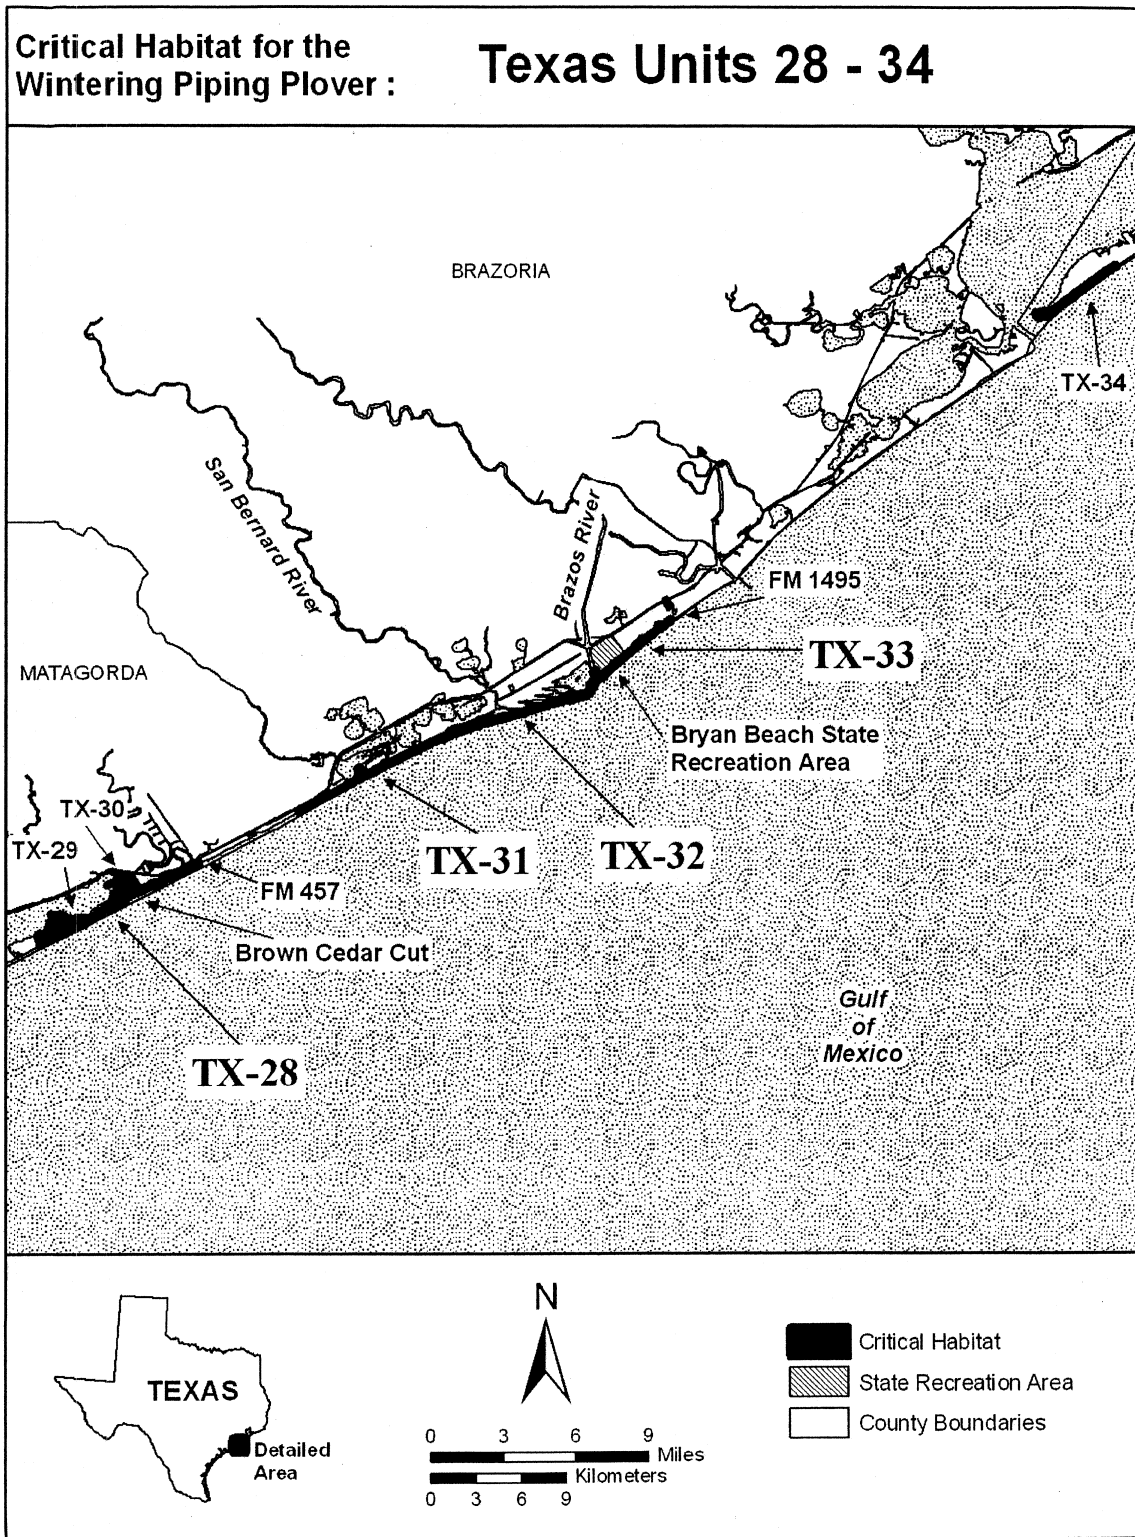 Critical Habitat for the
Wintering Piping Plover :
Texas Units 28 - 34
BRAZORIA
TX-34
San Bernard River
Brazos River
FM 1495
TX-33
MATAGORDA
Bryan Beach State
Recreation Area
TX-30
TX-29
TX-31
TX-32
FM 457
Brown Cedar Cut
TX-28
Gulf
of
Mexico
TEXAS
Detailed
Area
N
0 3 6 9
Miles
Kilometers
0 3 6 9
Critical Habitat
State Recreation Area
County Boundaries